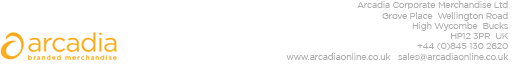 Arcadia Corporate Merchandise Ltd
Grove Place  Wellington Road
High Wycombe  Bucks
HP12 3PR  UK
+44 (0)845 130 2620
www.arcadiaonline.co.uk  sales@arcadiaonline.co.uk
arcadia
branded merchandise